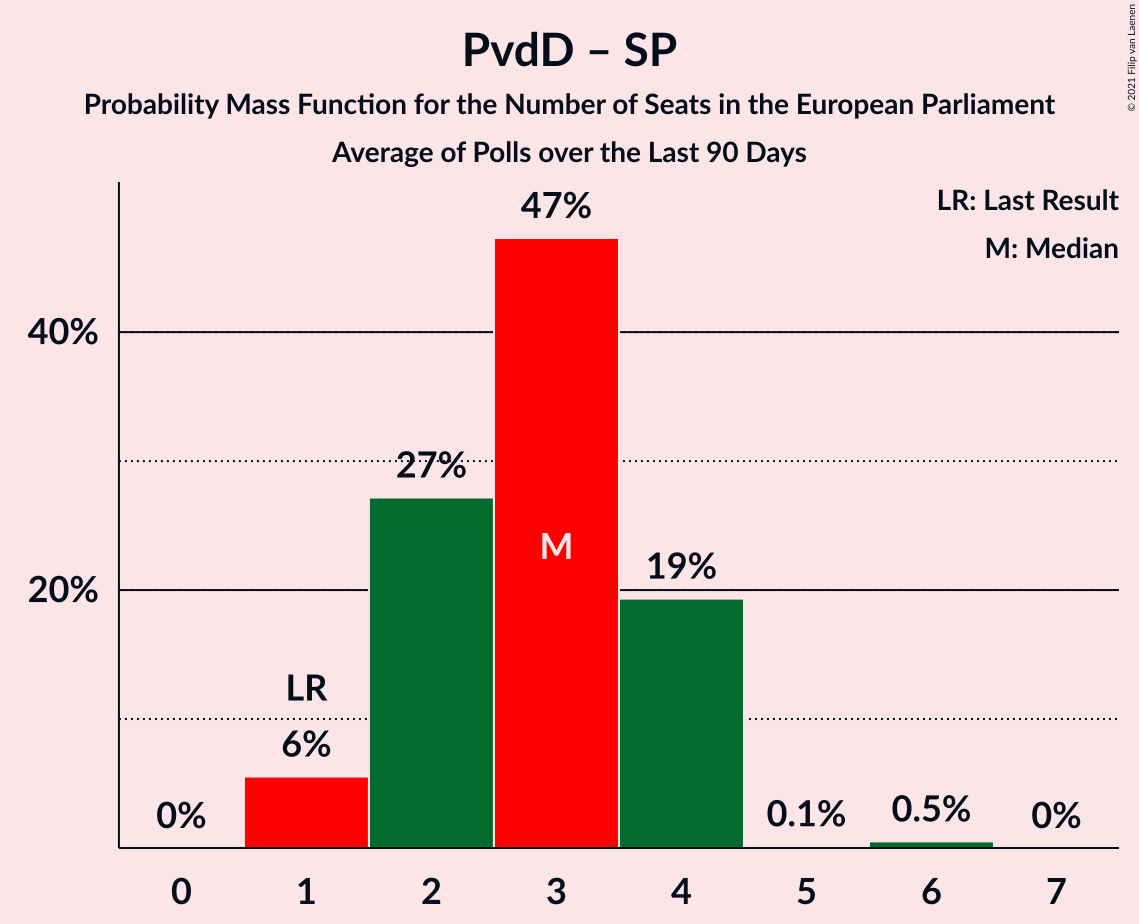 PvdD – SP
Probability Mass Function for the Number of Seats in the European Parliament
Average of Polls over the Last 90 Days
© 2021 Filip van Laenen
LR: Last Result
M: Median
47%
40%
27%
M
19%
20%
LR
6%
0%
0.1%
0.5%
0%
0 1 2 3 4 5 6 7